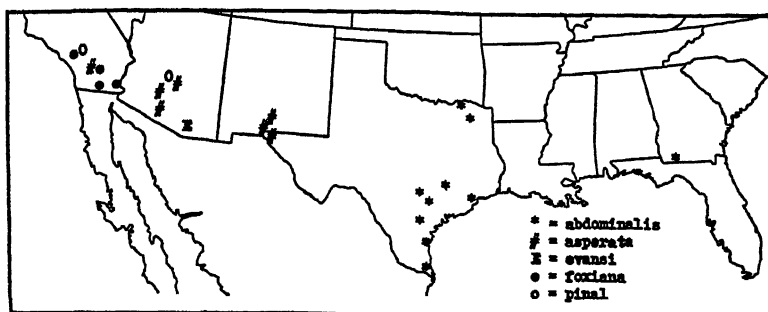 * = abdominalis
# = asperata
E = evansi
● = foxiana
o = pinal